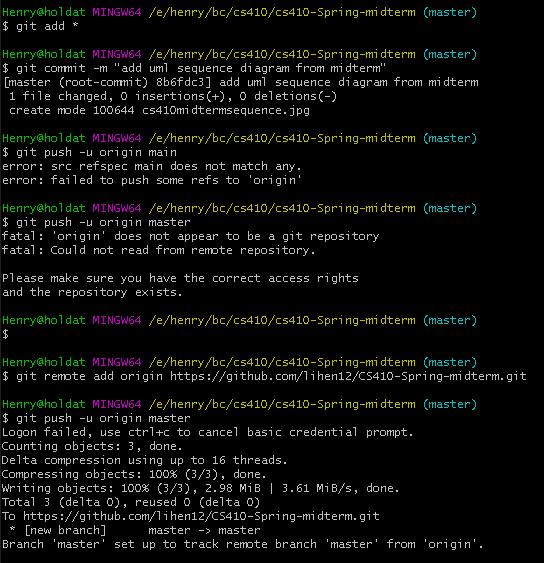 Henry@holdat MINGW64 /e/henry/bc/cs410/cs410-Spring-midterm (master)
$ git add *
Henry@holdat MINGW64 /e/henry/bc/cs410/cs410-Spring-midterm (master)
$ git commit -m "add uml sequence diagram from midterm"
[master (root-commit) 8b6fdc3] add uml sequence diagram from midterm
1 file changed, 0 insertions(+), 0 deletions(-)
create mode 100644 cs410midtermsequence.jpg
Henry@holdat MINGW64 /e/henry/bc/cs410/cs410-Spring-midterm (master)
$ git push -u origin main
error: src refspec main does not match any.
error: failed to push some refs to 'origin'
Henry@holdat MINGW64 /e/henry/bc/cs410/cs410-Spring-midterm (master)
$ git push -u origin master
fatal: 'origin' does not appear to be a git repository
fatal: Could not read from remote repository.
Please make sure you have the correct access rights
and the repository exists.
Henry@holdat MINGW64 /e/henry/bc/cs410/cs410-Spring-midterm (master)
$
Henry@holdat MINGW64 /e/henry/bc/cs410/cs410-Spring-midterm (master)
$ git remote add origin https://github.com/lihen12/CS410-Spring-midterm.git
Henry@holdat MINGW64 /e/henry/bc/cs410/cs410-Spring-midterm (master)
$ git push -u origin master
Logon failed, use ctrl+c to cancel basic credential prompt.
Counting objects: 3, done.
Delta compression using up to 16 threads.
Compressing objects: 100% (3/3), done.
Writing objects: 100% (3/3), 2.98 MiB | 3.61 MiB/s, done.
Total 3 (delta 0), reused 0 (delta 0)
To https://github.com/lihen12/CS410-Spring-midterm.git
* [new branch]      master -> master
Branch 'master' set up to track remote branch 'master' from 'origin'.